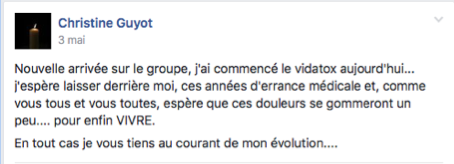 Christine Guyot
3 mai
Nouvelle arrivée sur le groupe, j'ai commencé le vidatox aujourd'hui...
j'espère laisser derrière moi, ces années d'errance médicale et, comme
vous tous et vous toutes, espère que ces douleurs se gommeront un
peu.... pour enfin VIVRE.
En tout cas je vous tiens au courant de mon évolution....